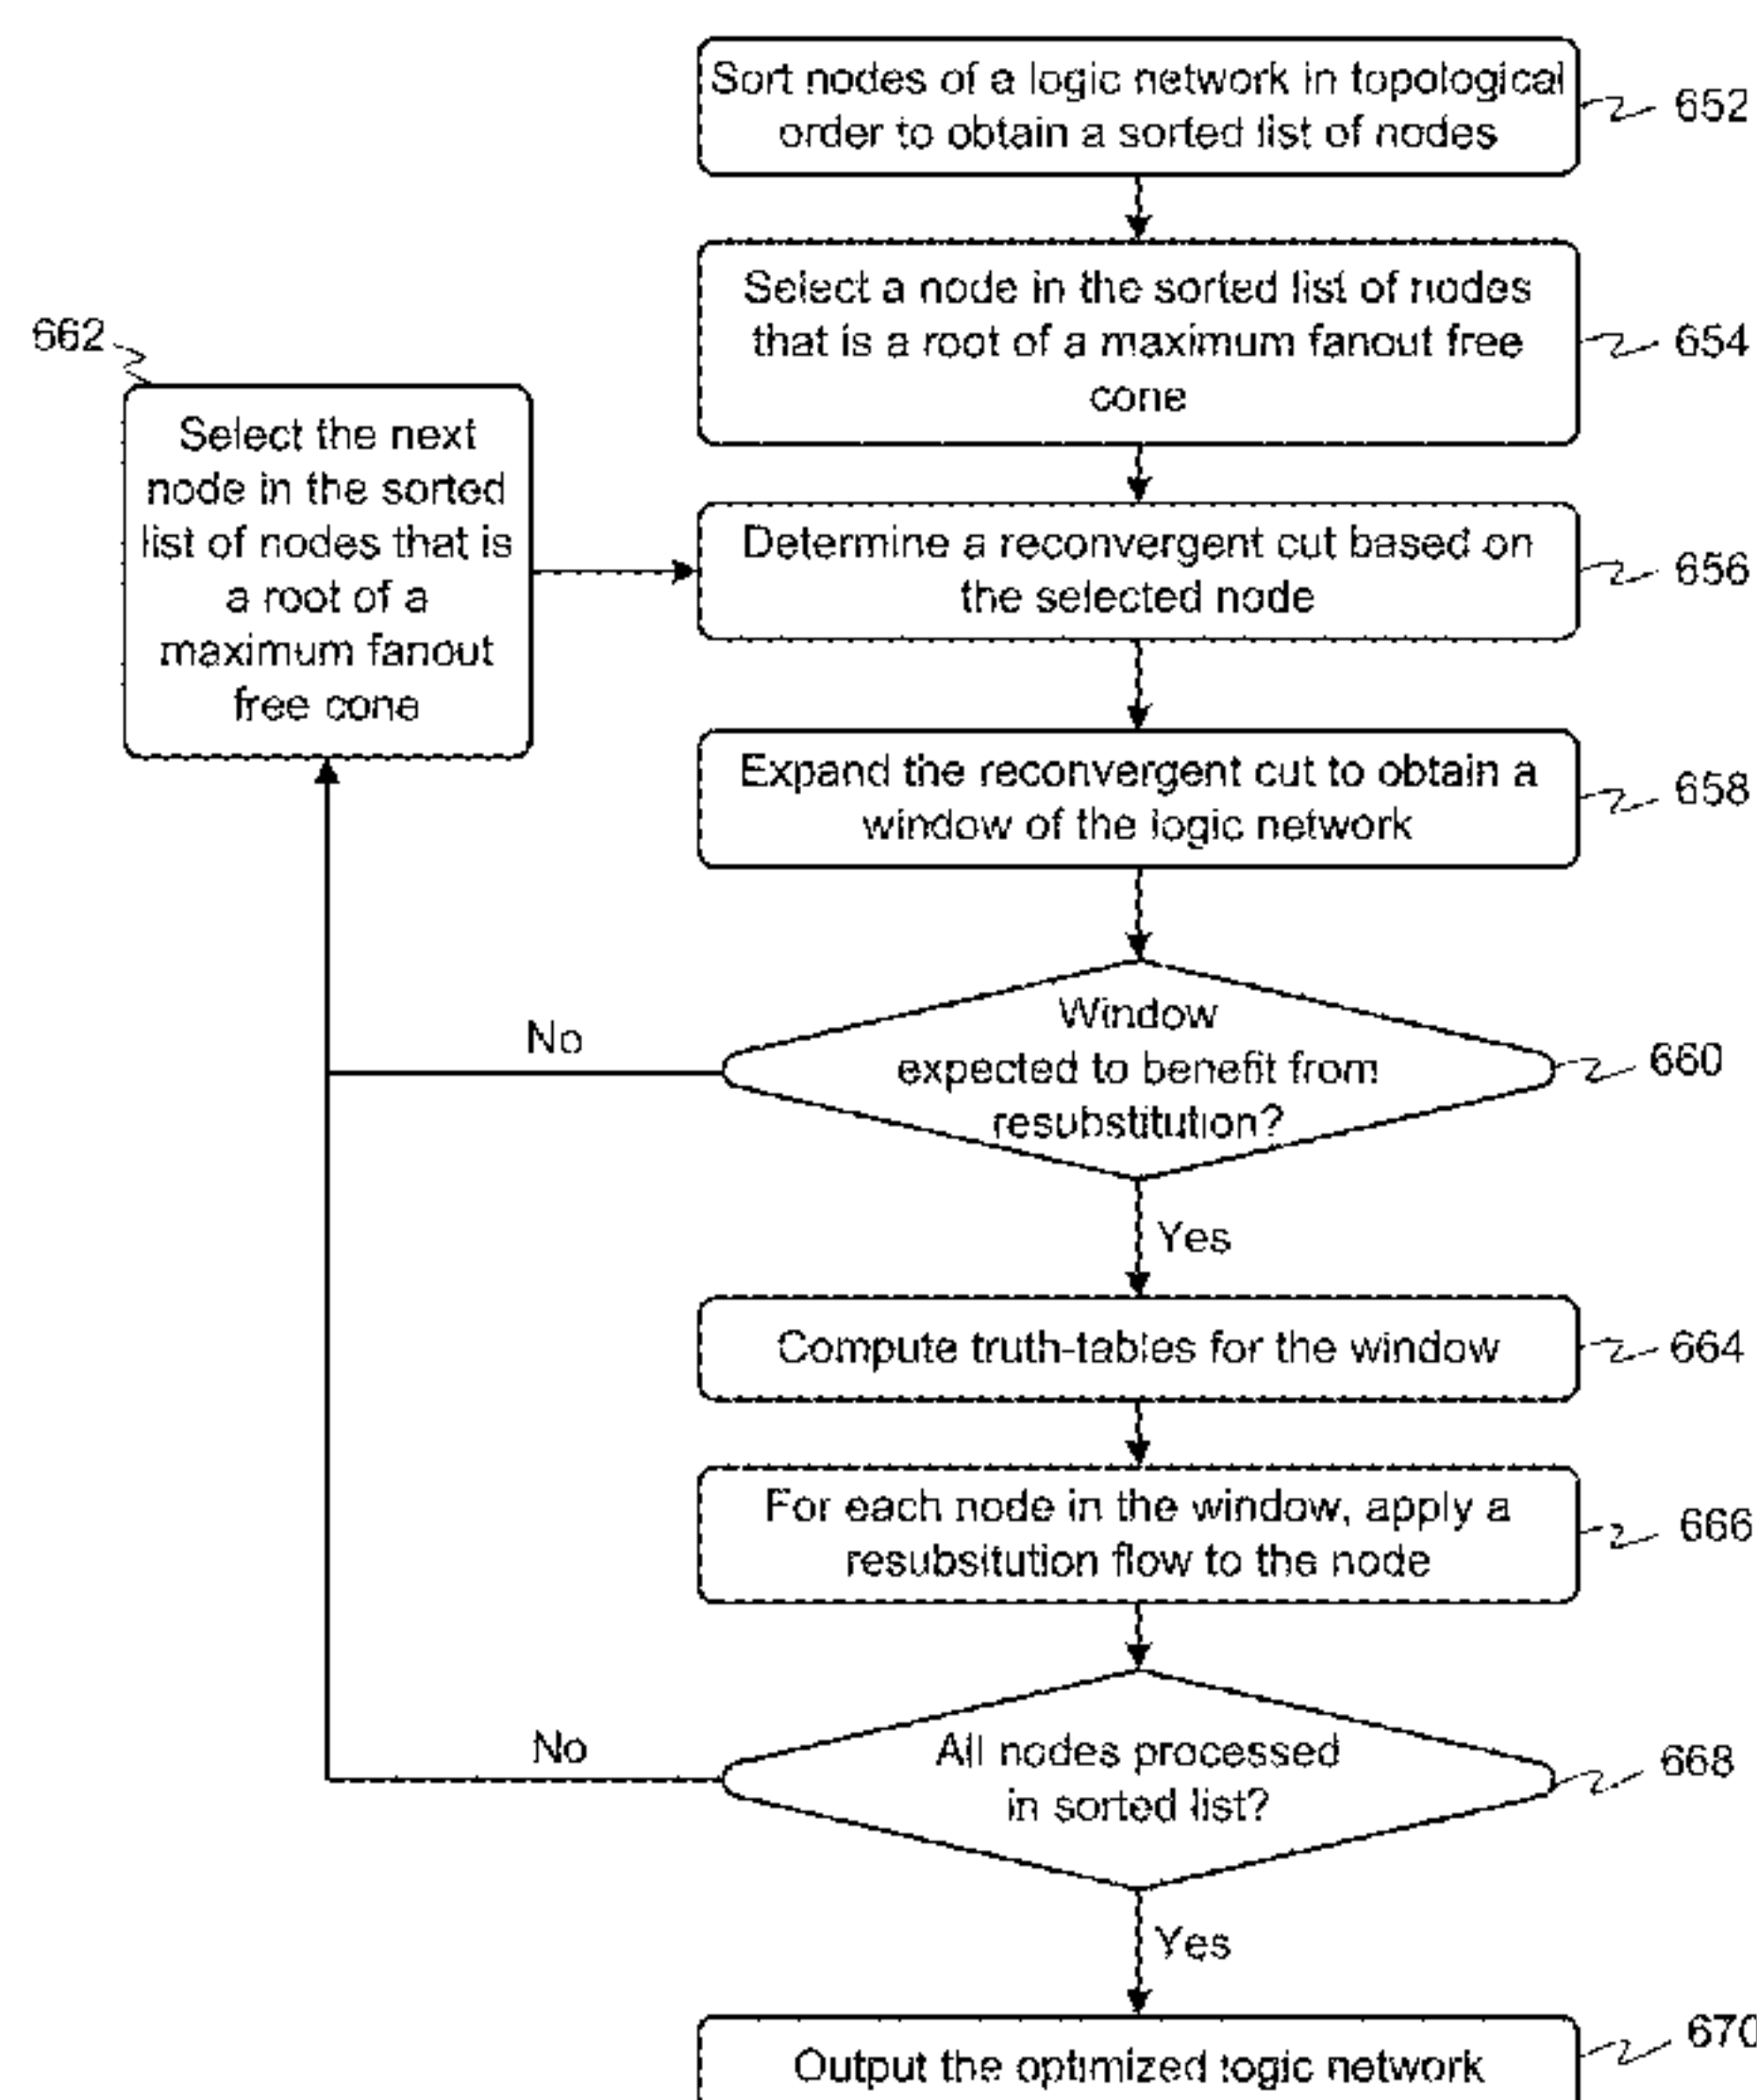 Sort nodes of a logic network in topological
order to obtain a sorted list of nodes
652
Select a node in the sorted list of nodes
that is a root of a maximum fanout free
cone
654
662
Select the next
node in the sorted
list of nodes that is
a root of a
maximum fanout
free cone
Determine a reconvergent cut based on
the selected node
656
Expand the reconvergent cut to obtain a
window of the logic network
658
Window
expected to benefit from
resubstitution?
660
No
Yes
Compute truth-tables for the window
664
For each node in the window, apply a
resubsitution flow to the node
666
All nodes processed
in sorted list?
668
No
Yes
Output the optimized logic network
670